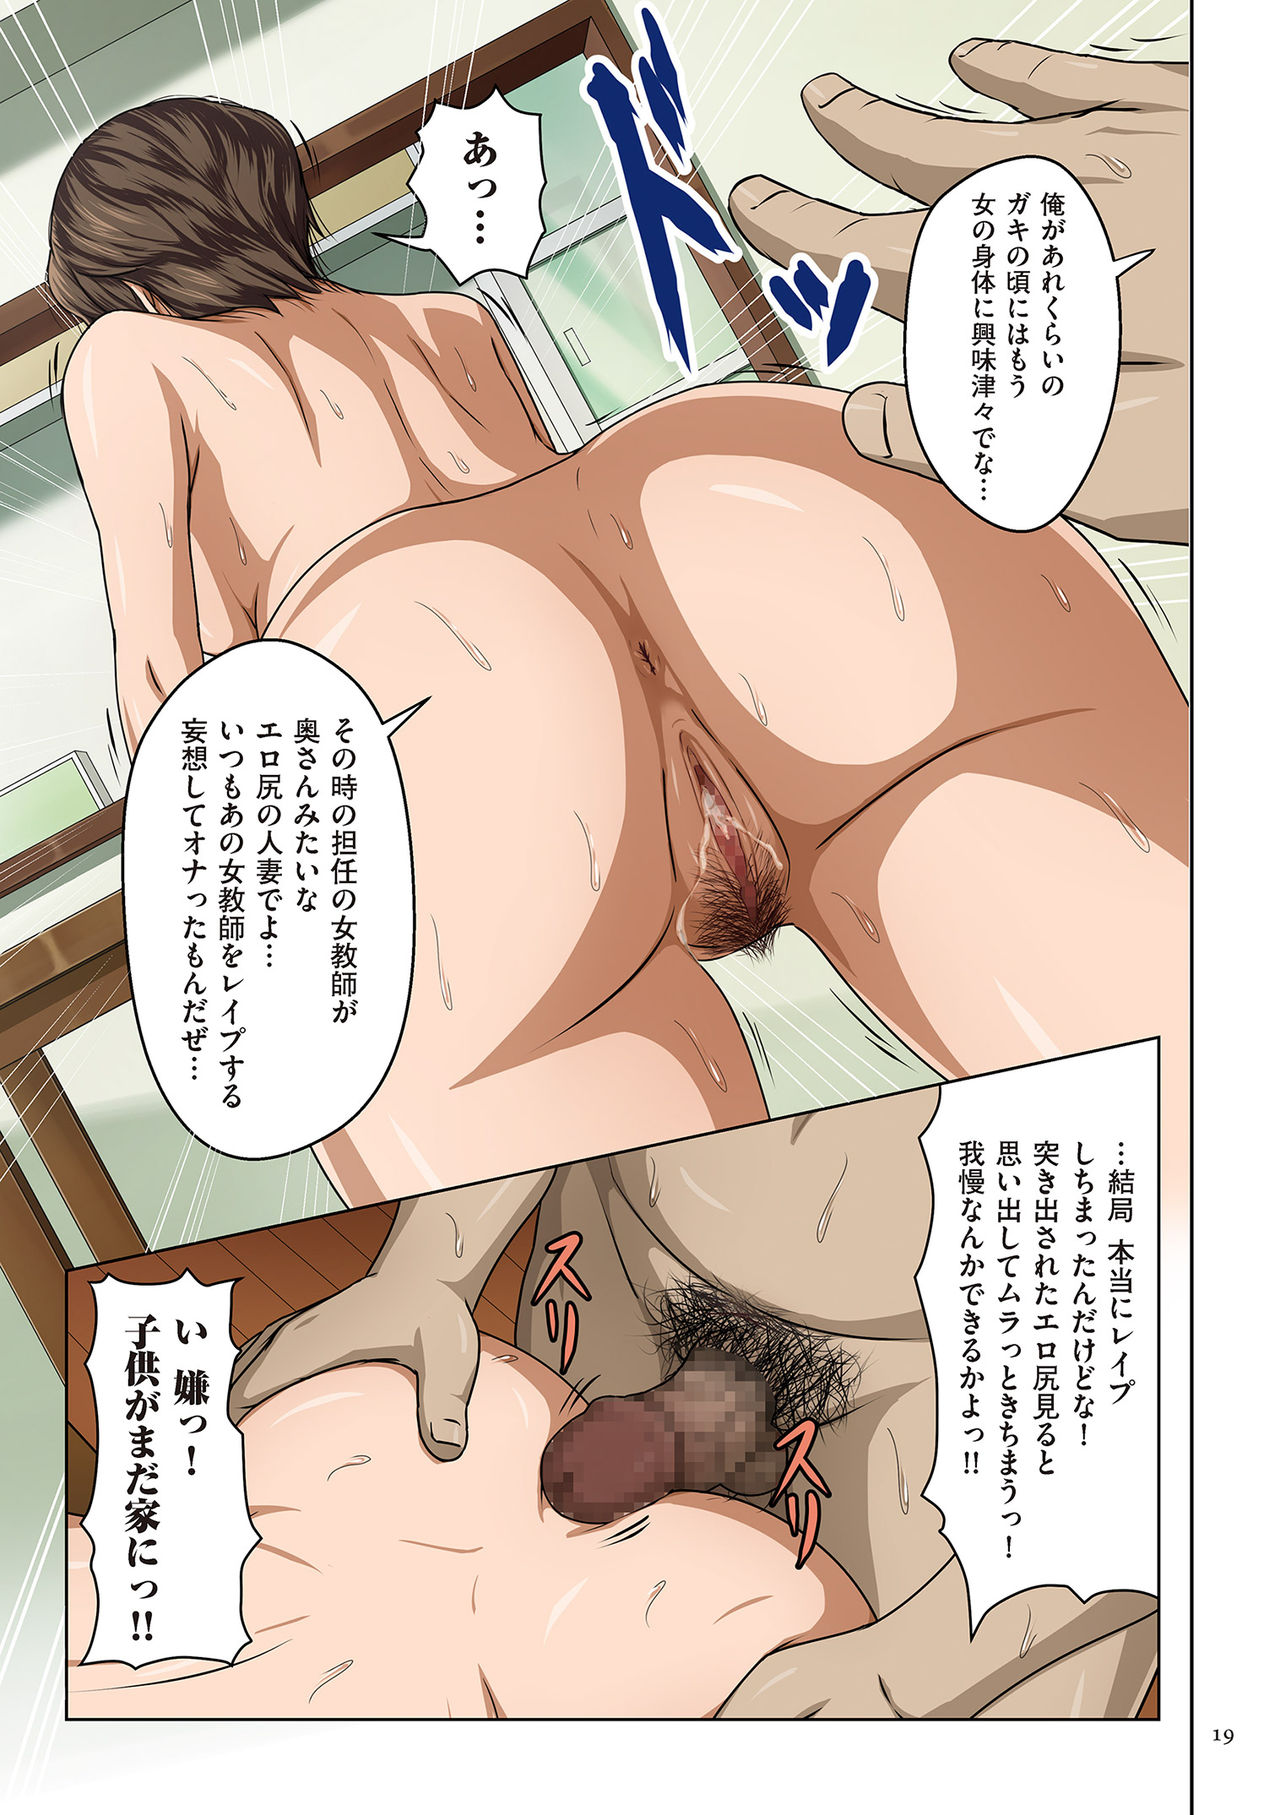 俺があれくらいの
ガキの頃にはもう
女の身体に興味津々でな…
ドッ
あっ…
その時の担任の女教師が
奥さんみたいな
エロ尻の人妻でよ…
いつもあの女教師をレイプする
妄想してオナったもんだぜ…
…結局 本当にレイプ
しちまったんだけどな！
突き出されたエロ尻見ると
思い出してムラっときちまうっ！
我慢なんかできるかよっ!!
スリ
スリ
い 嫌っ！
子供がまだ家にっ!!
19